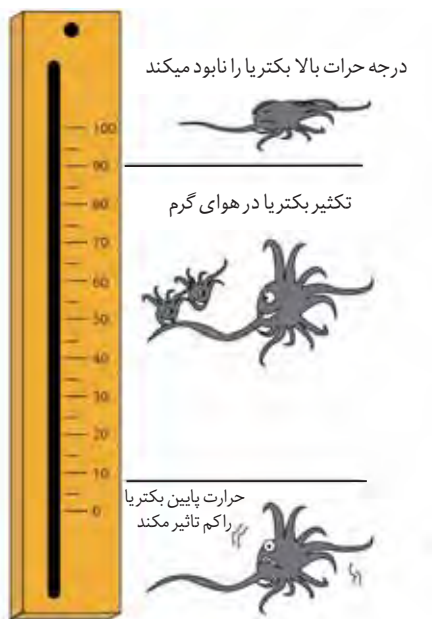 درجه حرات بالا بکتریا را نابود میکند
100
90
تکثیر بکتریا در هوای گرم
80
70
60
50
40
30
20
10
حرارت پایین بکتریا
راکم تاثیر مکند
0